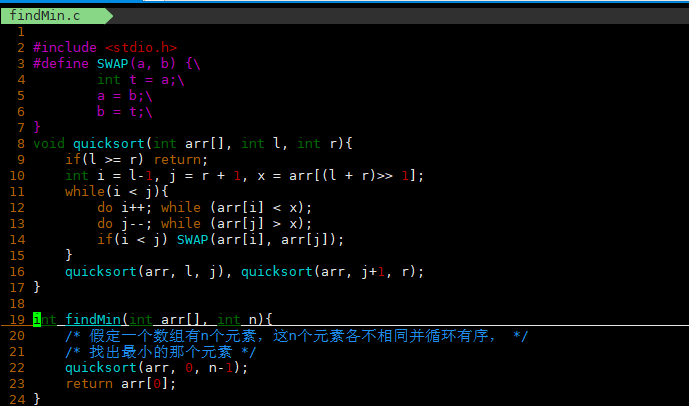 findMin.c
1
2 #include <stdio.h>
3 #define SWAP(a, b) {\
4         int t = a;\
5         a = b;\
6         b = t;\
7 }
8 void quicksort(int arr[], int l, int r){
9     if(l >= r) return;
10     int i = l-1, j = r + 1, x = arr[(l + r)>> 1];
11     while(i < j){
12         do i++; while (arr[i] < x);
13         do j--; while (arr[j] > x);
14         if(i < j) SWAP(arr[i], arr[j]);
15     }
16     quicksort(arr, l, j), quicksort(arr, j+1, r);
17 }
18
19 int findMin(int arr[], int n){
20     /* 假定一个数组有n个元素，这n个元素各不相同并循环有序， */
21     /* 找出最小的那个元素 */
22     quicksort(arr, 0, n-1);
23     return arr[0];
24 }